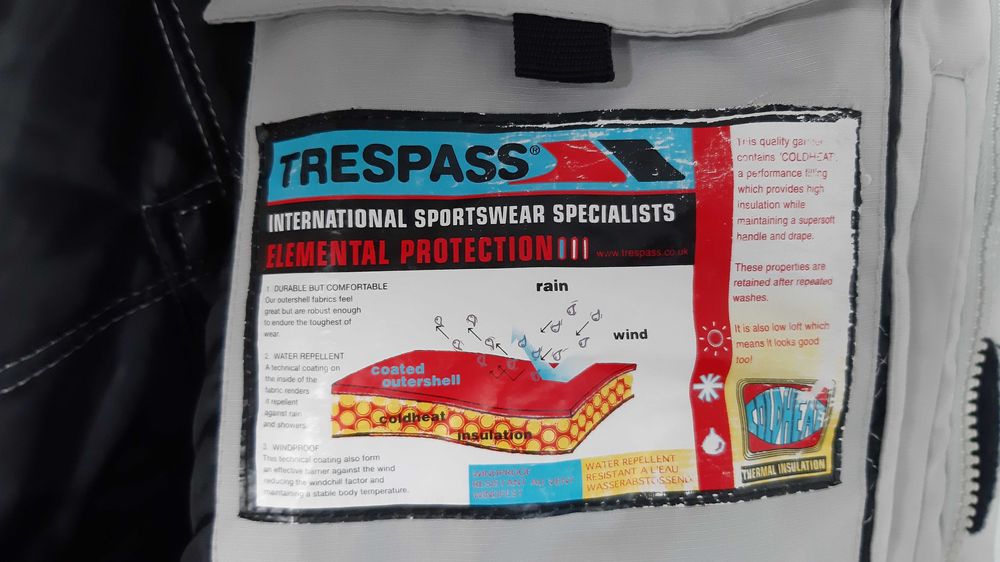 TRESPASS®
INTERNATIONAL SPORTSWEAR SPECIALISTS
ELEMENTAL PROTECTION
www.trespass.co.uk
1. DURABLE BUT COMFORTABLE
Our outershell fabrics feel
great but are robust enough
to endure the toughest of
wear.
2. WATER REPELLENT
A technical coating on
the inside of the
fabric renders
it repellent
against rain
and showers.
3. WINDPROOF
This technical coating also form
an effective barrier against the wind
reducing the windchill factor and
maintaining a stable body temperature.
rain
wind
coated
outershell
coldheat
insulation
WINDPROOF
RESISTANT AU VENT
WINDFEST
WATER REPELLENT
RESISTANT A L'EAU
WASSERABSTOSSEND
This quality
contains 'COLDHEAT',
a performance filling
which provides high
insulation while
maintaining a supersoft
handle and drape.
These properties are
retained after repeated
washes.
It is also low loft which
means it looks good
too!
COLDHEAT
THERMAL INSULATION